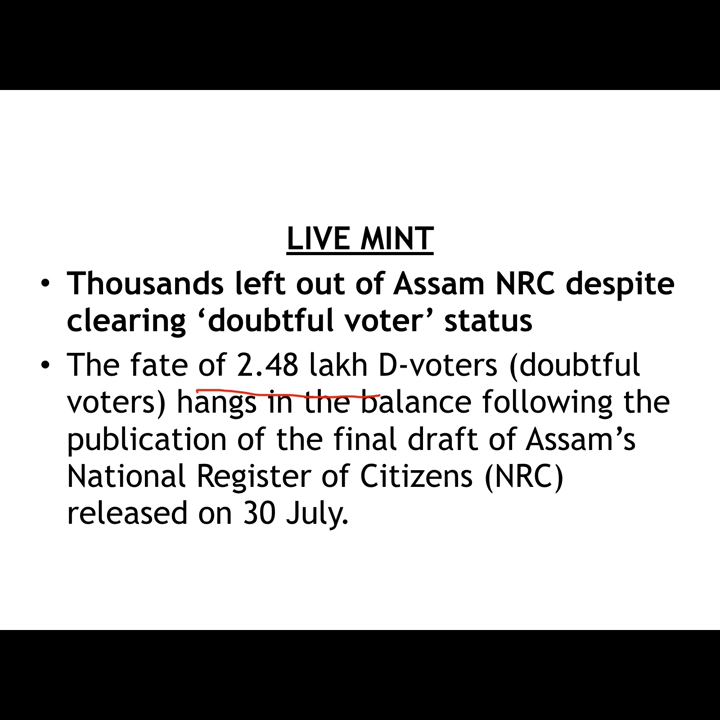 LIVE MINT
• Thousands left out of Assam NRC despite
clearing ‘doubtful voter’ status
• The fate of 2.48 lakh D-voters (doubtful
voters) hangs in the balance following the
publication of the final draft of Assam’s
National Register of Citizens (NRC)
released on 30 July.